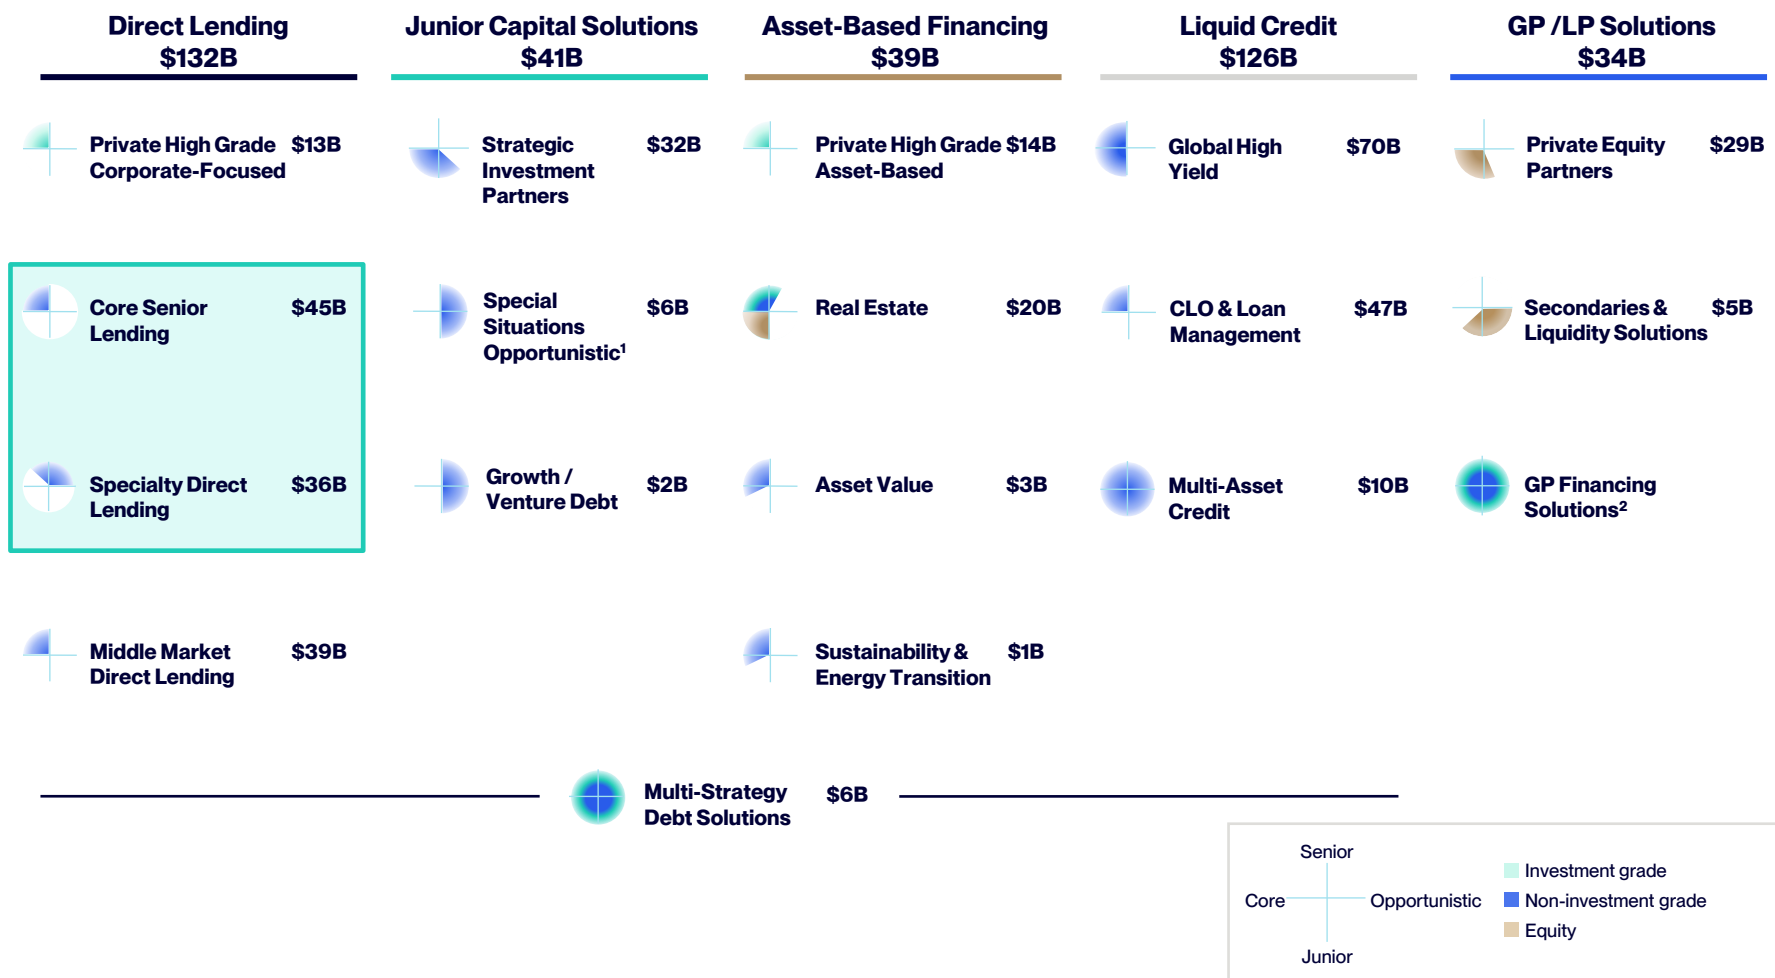 Direct Lending
$132B
Junior Capital Solutions
$41B
Asset-Based Financing
$39B
Liquid Credit
$126B
GP /LP Solutions
$34B
Private High Grade $13B
Corporate-Focused
Strategic $32B
Investment
Partners
Private High Grade $14B
Asset-Based
Global High $70B
Yield
Private Equity $29B
Partners
Core Senior $45B
Lending
Special $6B
Situations
Opportunistic¹
Real Estate $20B
CLO & Loan $47B
Management
Secondaries & $5B
Liquidity Solutions
Specialty Direct $36B
Lending
Growth / $2B
Venture Debt
Asset Value $3B
Multi-Asset $10B
Credit
GP Financing
Solutions²
Middle Market $39B
Direct Lending
Sustainability & $1B
Energy Transition
Multi-Strategy $6B
Debt Solutions
Senior
Core Opportunistic
Junior
Investment grade
Non-investment grade
Equity